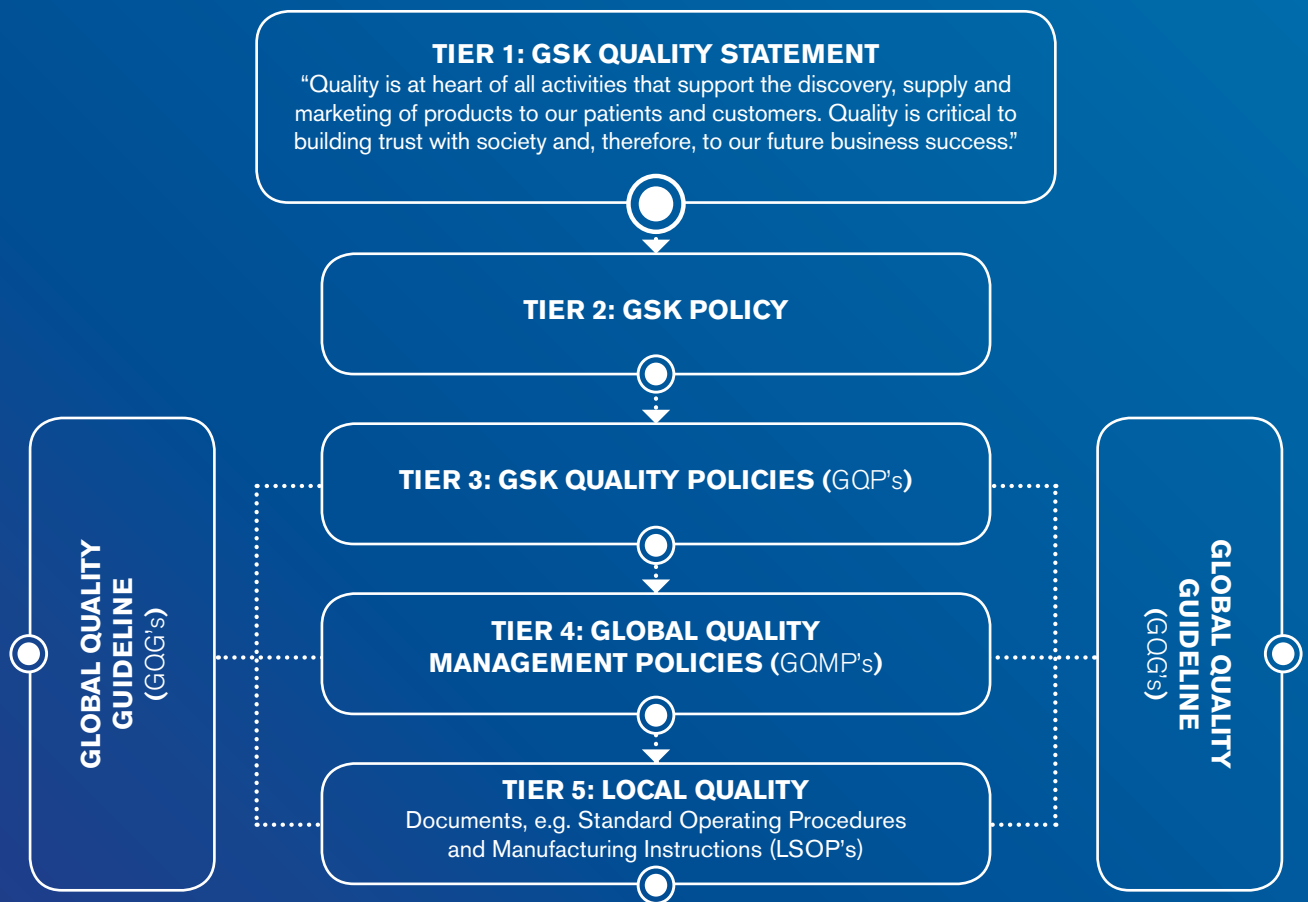 TIER 1: GSK QUALITY STATEMENT
“Quality is at heart of all activities that support the discovery, supply and
marketing of products to our patients and customers. Quality is critical to
building trust with society and, therefore, to our future business success.”
TIER 2: GSK POLICY
TIER 3: GSK QUALITY POLICIES (GQP's)
TIER 4: GLOBAL QUALITY
MANAGEMENT POLICIES (GQMP's)
TIER 5: LOCAL QUALITY
Documents, e.g. Standard Operating Procedures
and Manufacturing Instructions (LSOP's)
GLOBAL QUALITY
GUIDELINE
(GQG's)
GLOBAL QUALITY
GUIDELINE
(GQG's)